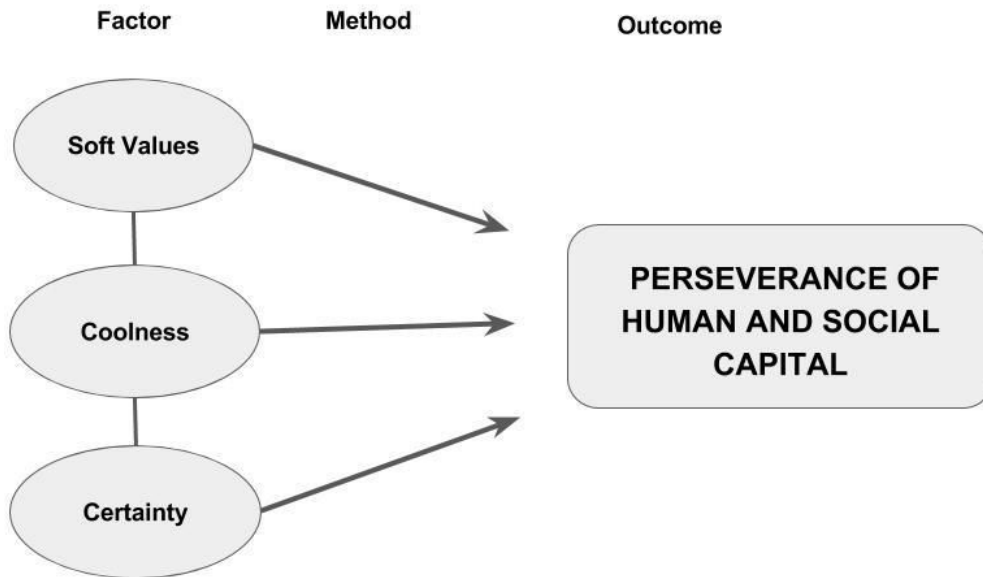 Factor Method Outcome
Soft Values
Coolness
Certainty
PERSEVERANCE OF
HUMAN AND SOCIAL
CAPITAL